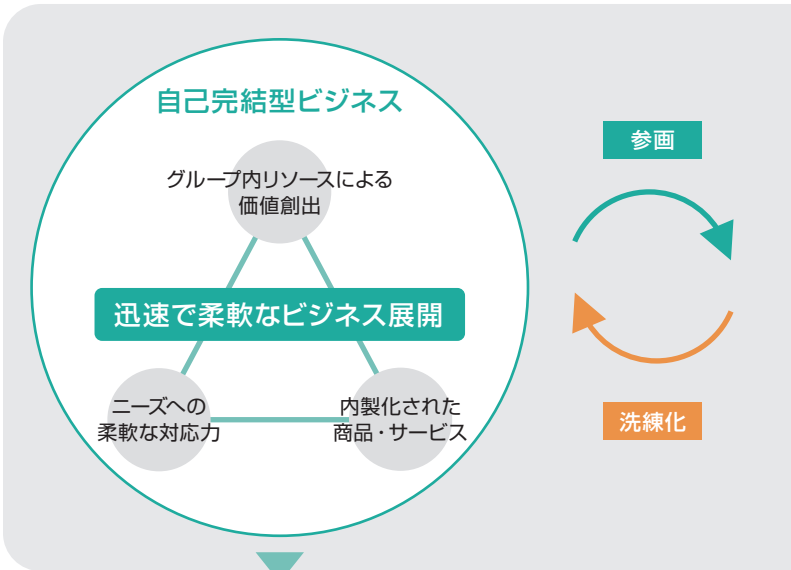 自己完結型ビジネス
グループ内リソースによる
価値創出
迅速で柔軟なビジネス展開
ニーズへの
柔軟な対応力
内製化された
商品・サービス
参画
洗練化